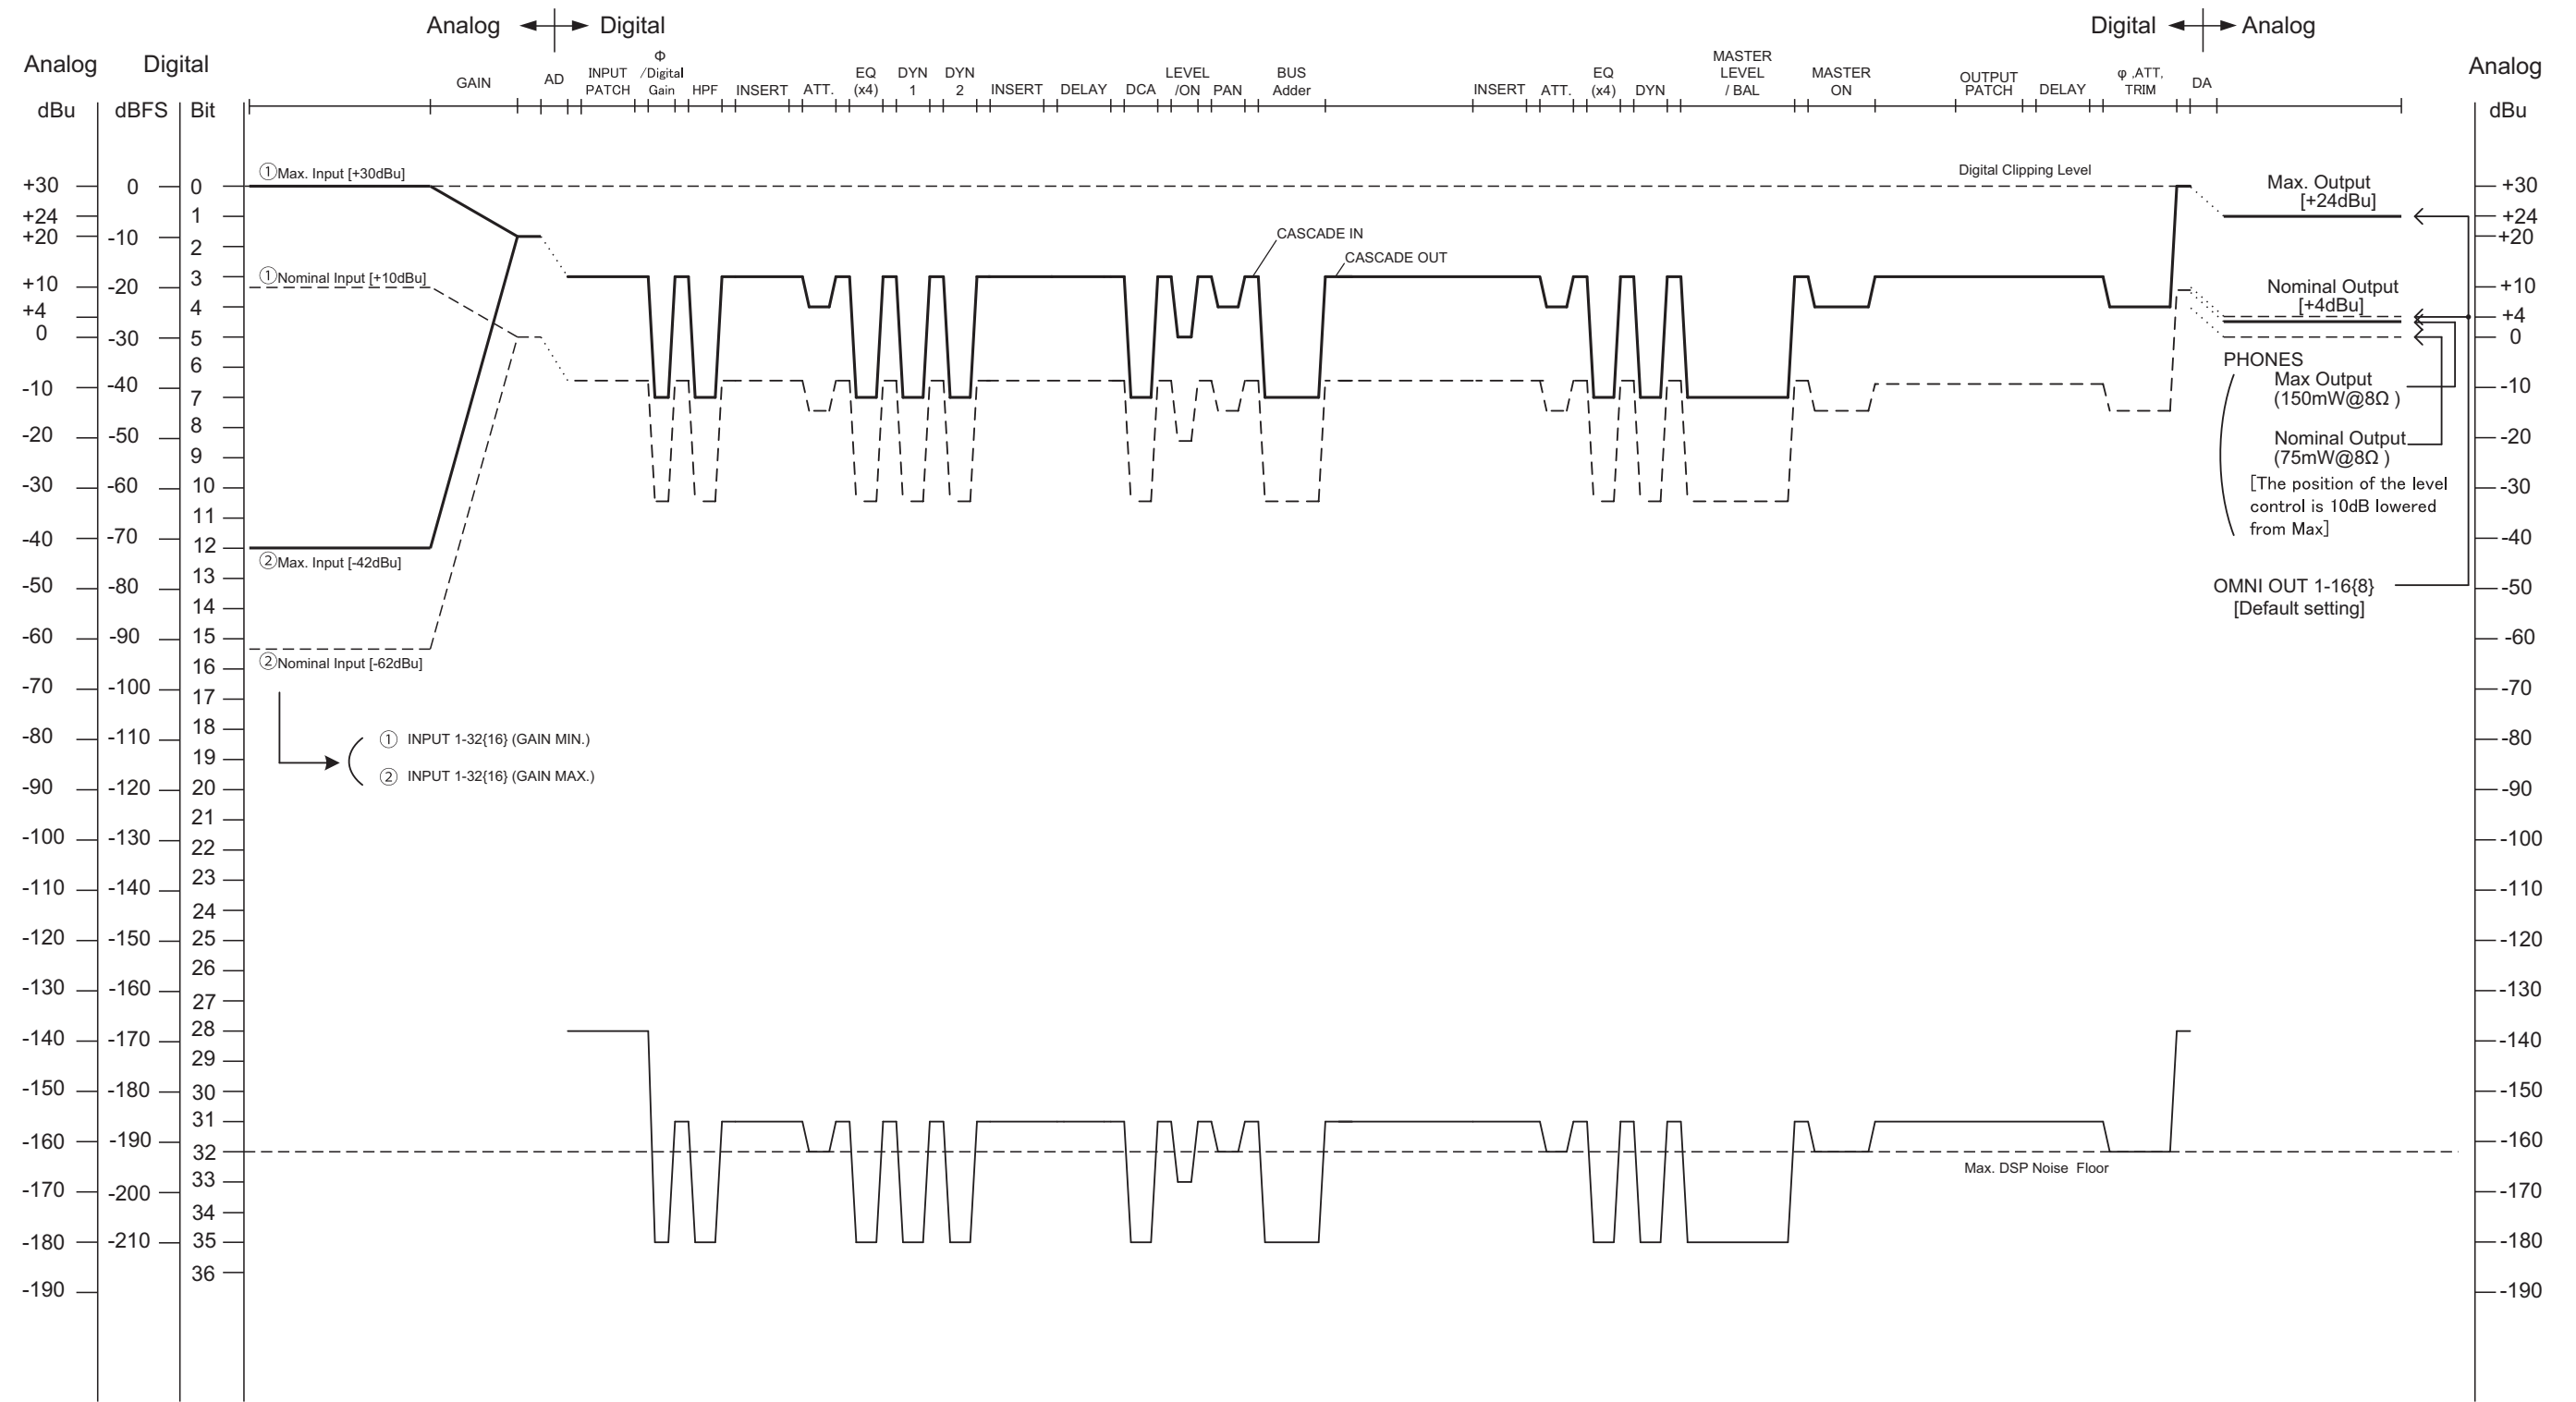 Analog
Digital
Digital
Analog
Analog
Digital
Analog
dBu
dBFS
Bit
dBu
GAIN
AD
INPUT
PATCH
Φ
/Digital
Gain
HPF
INSERT
ATT.
EQ
(x4)
DYN
1
DYN
2
INSERT
DELAY
DCA
LEVEL
/ON
PAN
BUS
Adder
INSERT
ATT.
EQ
(x4)
DYN
MASTER
LEVEL
/ BAL
MASTER
ON
OUTPUT
PATCH
DELAY
φ ,ATT,
TRIM
DA
+30
+24
+20
+10
+4
0
-10
-20
-30
-40
-50
-60
-70
-80
-90
-100
-110
-120
-130
-140
-150
-160
-170
-180
-190
0
-10
-20
-30
-40
-50
-60
-70
-80
-90
-100
-110
-120
-130
-140
-150
-160
-170
-180
-190
-200
-210
0
1
2
3
4
5
6
7
8
9
10
11
12
13
14
15
16
17
18
19
20
21
22
23
24
25
26
27
28
29
30
31
32
33
34
35
36
①Max. Input [+30dBu]
①Nominal Input [+10dBu]
②Max. Input [-42dBu]
②Nominal Input [-62dBu]
① INPUT 1-32{16} (GAIN MIN.)
② INPUT 1-32{16} (GAIN MAX.)
CASCADE IN
CASCADE OUT
Digital Clipping Level
Max. DSP Noise Floor
Max. Output
[+24dBu]
Nominal Output
[+4dBu]
PHONES
Max Output
(150mW@8Ω )
Nominal Output
(75mW@8Ω )
[The position of the level
control is 10dB lowered
from Max]
OMNI OUT 1-16{8}
[Default setting]
+30
+24
+20
+10
+4
0
-10
-20
-30
-40
-50
-60
-70
-80
-90
-100
-110
-120
-130
-140
-150
-160
-170
-180
-190